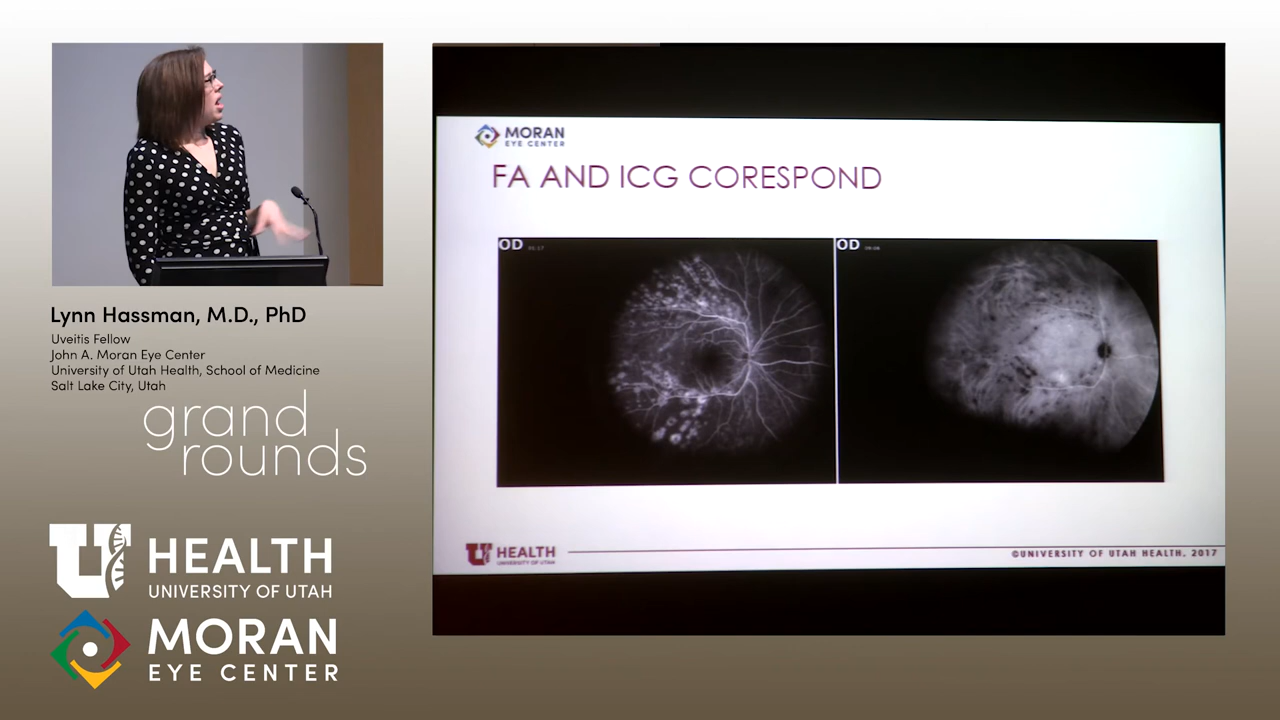 Lynn Hassman, M.D., PhD
Uveitis Fellow
John A. Moran Eye Center
University of Utah Health, School of Medicine
Salt Lake City, Utah
grand
rounds
U
HEALTH
UNIVERSITY OF UTAH
MORAN
EYE CENTER
MORAN
EYE CENTER
FA AND ICG CORESPOND
OD
OD
U HEALTH
UNIVERSITY OF UTAH
©UNIVERSITY OF UTAH HEALTH, 2017